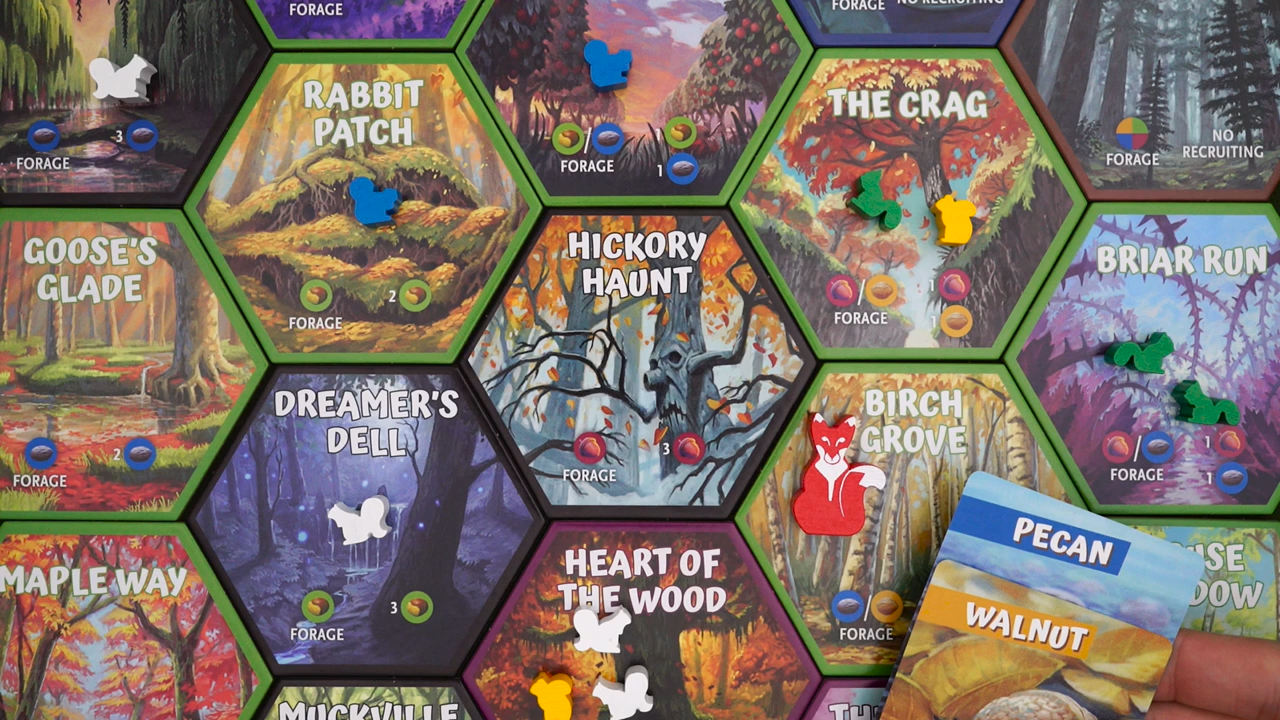 FORAGE
FORAGE
NO RECRUITING
3
FORAGE
RABBIT
PATCH
2
FORAGE
/
1
FORAGE
1
THE CRAG
/
1
FORAGE
1
FORAGE
NO
RECRUITING
GOOSE'S
GLADE
2
FORAGE
HICKORY
HAUNT
3
FORAGE
BRIAR RUN
/
1
FORAGE
1
DREAMER'S
DELL
3
FORAGE
BIRCH
GROVE
/
FORAGE
MAPLE WAY
HEART OF
THE WOOD
PECAN
WALNUT
MUCKVILLE